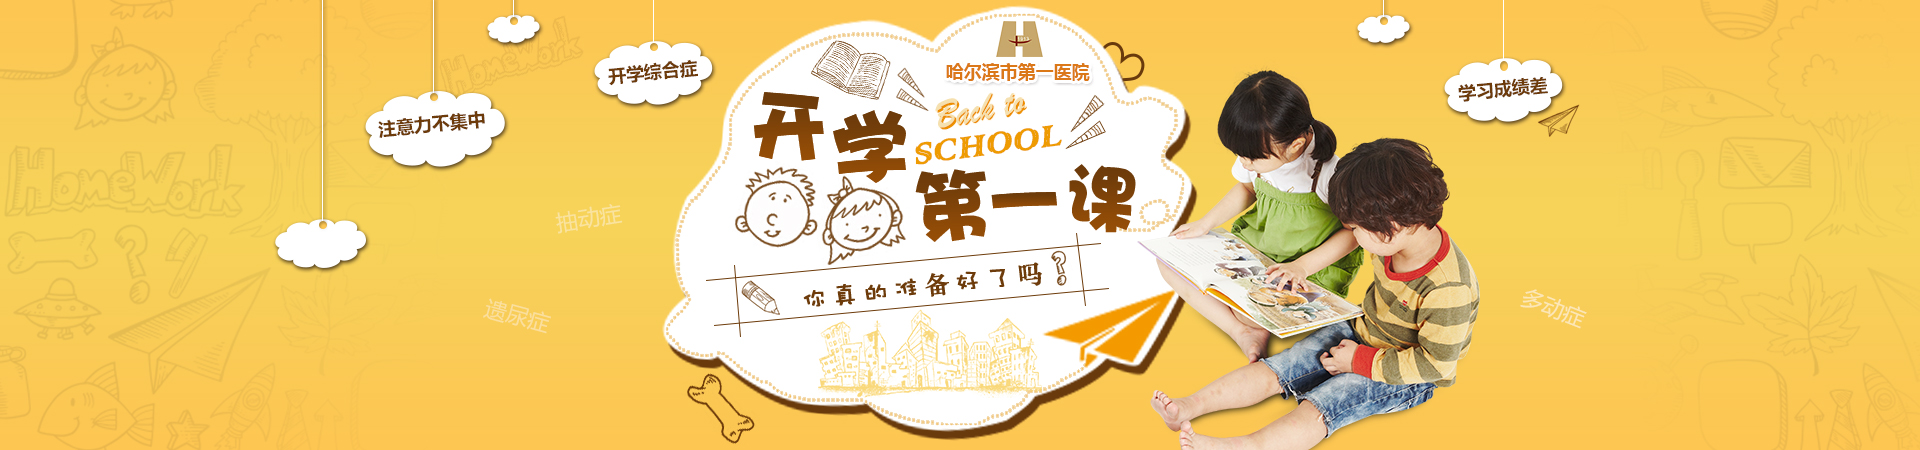 HomeWork
HomeWork
注意力不集中
开学综合症
抽动症
遗尿症
哈尔滨市第一医院
Back to
SCHOOL
开学
第一课
你真的准备好了吗?
学习成绩差
多动症